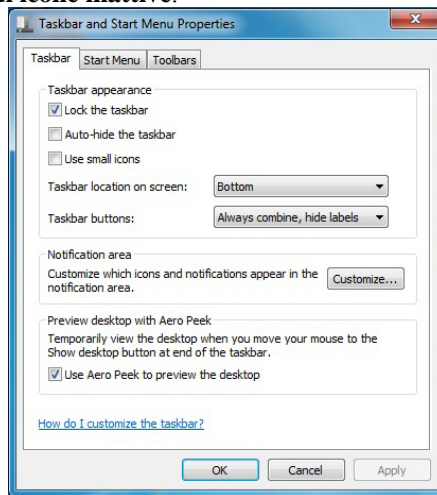 icone inattive.
Taskbar and Start Menu Properties
Taskbar Start Menu Toolbars
Taskbar appearance
Lock the taskbar
Auto-hide the taskbar
Use small icons
Taskbar location on screen: Bottom
Taskbar buttons: Always combine, hide labels
Notification area
Customize which icons and notifications appear in the
notification area.
Customize...
Preview desktop with Aero Peek
Temporarily view the desktop when you move your mouse to the
Show desktop button at end of the taskbar.
Use Aero Peek to preview the desktop
How do I customize the taskbar?
OK Cancel Apply